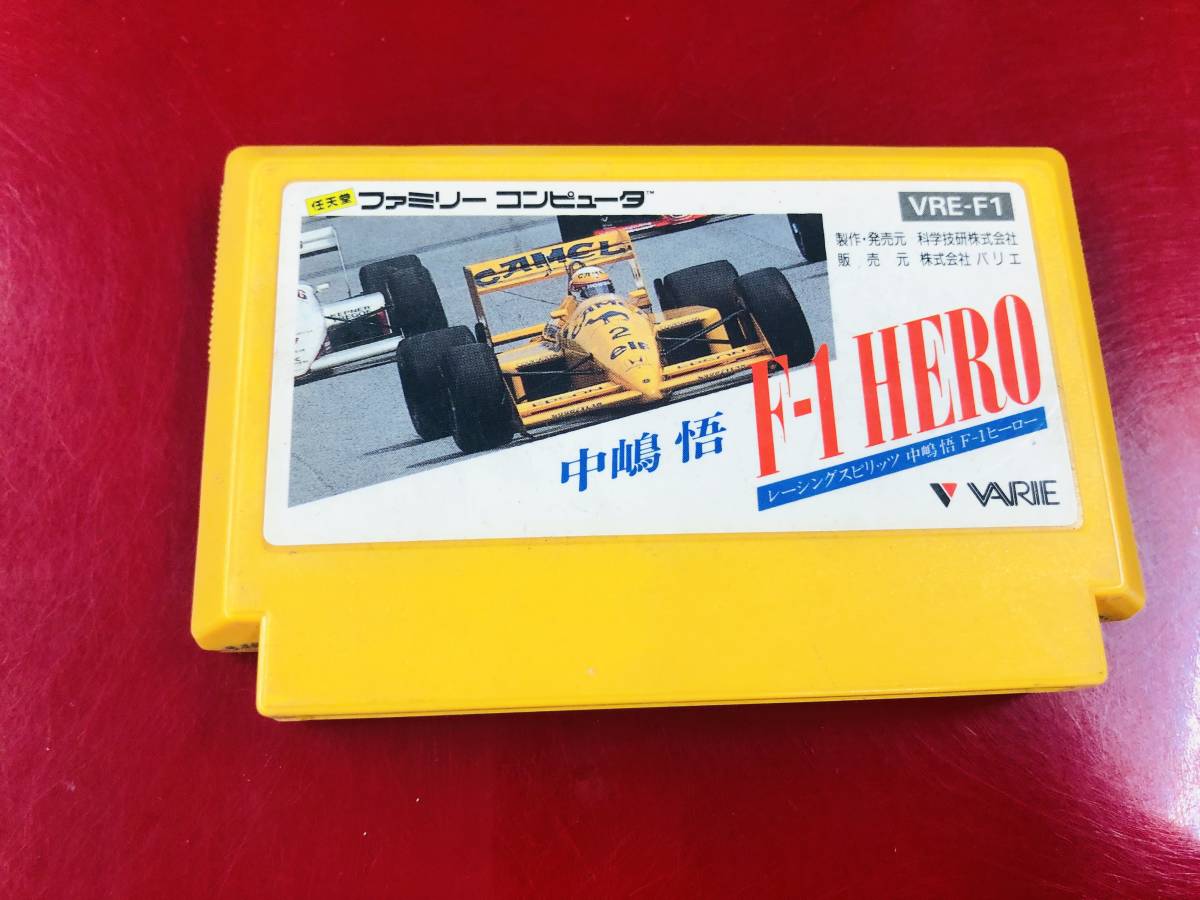 任天堂 ファミリー コンピュータ™
VRE-F1
製作・発売元 科学技研株式会社
販売元 株式会社 バリエ
CAMEL
2
elf
中嶋 悟
F-1 HERO
レーシングスピリッツ 中嶋 悟 F-1ヒーロー
VARIE